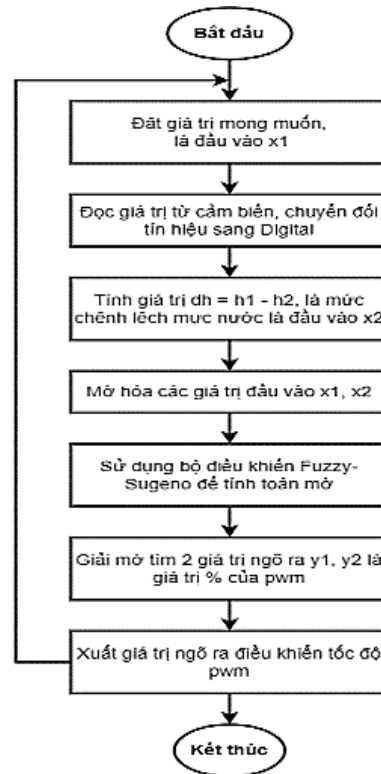 Bắt đầu
Đặt giá trị mong muốn,
là đầu vào x1
Đọc giá trị từ cảm biến, chuyển đổi
tín hiệu sang Digital
Tính giá trị dh = h1 - h2, là mức
chênh lệch mực nước là đầu vào x2
Mờ hóa các giá trị đầu vào x1, x2
Sử dụng bộ điều khiển Fuzzy-
Sugeno để tính toán mờ
Giải mờ tìm 2 giá trị ngõ ra y1, y2 là
giá trị % của pwm
Xuất giá trị ngõ ra điều khiển tốc độ
pwm
Kết thúc